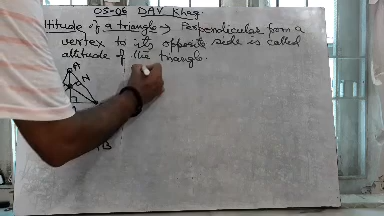 05-06 DAV Khag.
ltitude of a triangle → Perpendicular from a
vertex to its opposite side is called
altitude of the triangle.
A
N
B